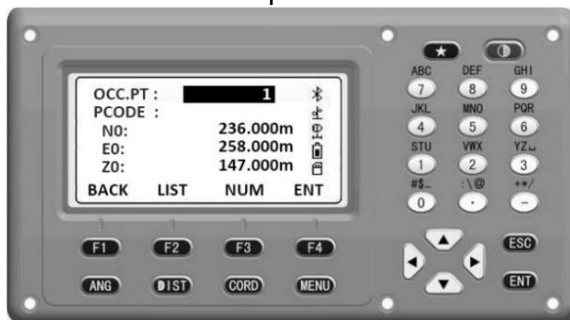 OCC.PT : 1
PCODE :
N0: 236.000m
E0: 258.000m
Z0: 147.000m
BACK LIST NUM ENT
F1 F2 F3 F4
ANG DIST CORD MENU
★
ABC DEF GHI
7 8 9
JKL MNO PQR
4 5 6
STU VWX YZ␣
1 2 3
#$_ :\@ +*/
0 . -
ESC
ENT